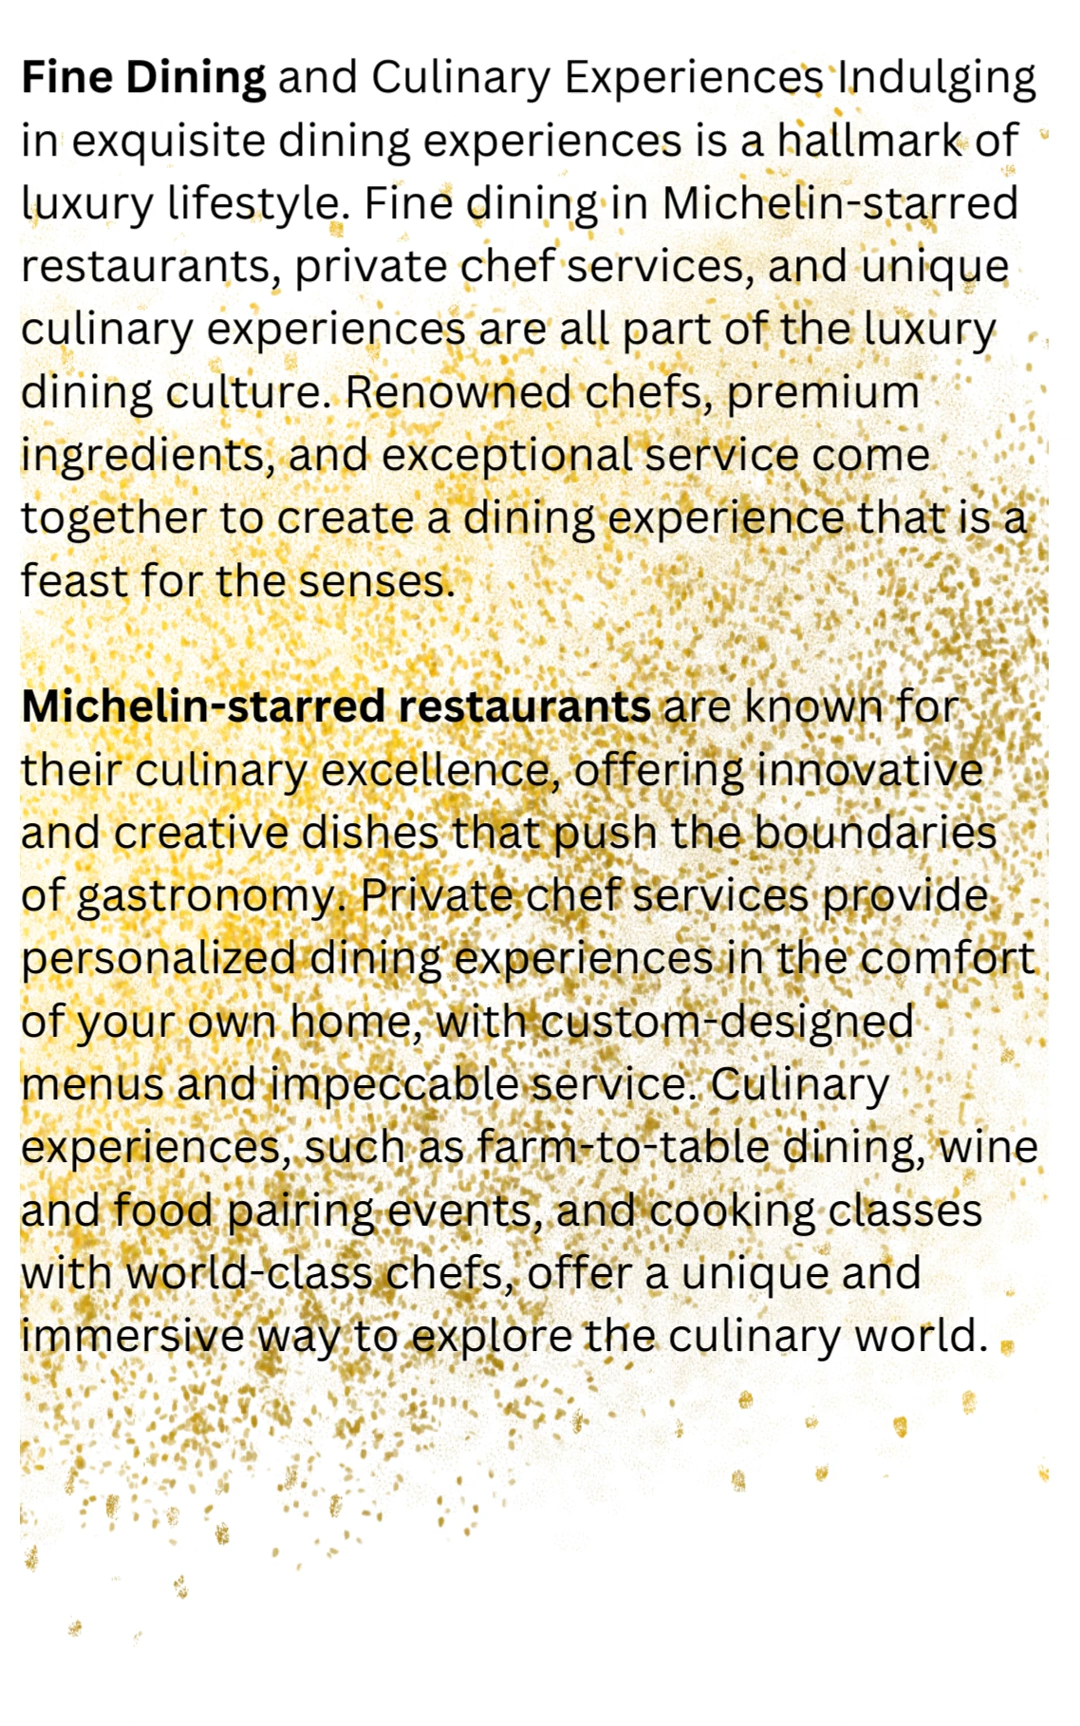 Fine Dining and Culinary Experiences Indulging
in exquisite dining experiences is a hallmark of
luxury lifestyle. Fine dining in Michelin-starred
restaurants, private chef services, and unique
culinary experiences are all part of the luxury
dining culture. Renowned chefs, premium
ingredients, and exceptional service come
together to create a dining experience that is a
feast for the senses.
Michelin-starred restaurants are known for
their culinary excellence, offering innovative
and creative dishes that push the boundaries
of gastronomy. Private chef services provide
personalized dining experiences in the comfort
of your own home, with custom-designed
menus and impeccable service. Culinary
experiences, such as farm-to-table dining, wine
and food pairing events, and cooking classes
with world-class chefs, offer a unique and
immersive way to explore the culinary world.